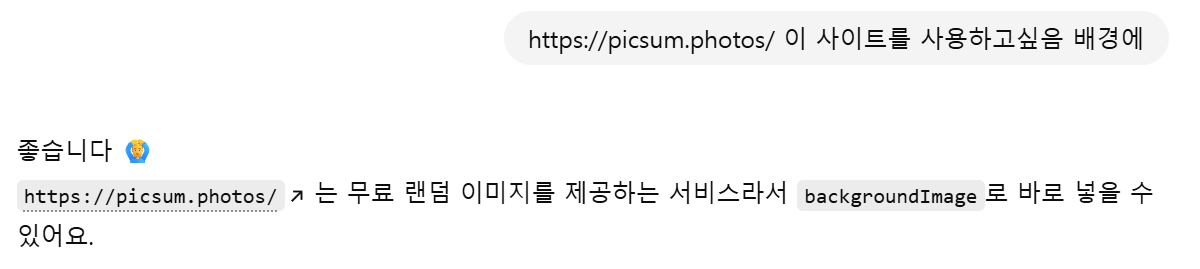 https://picsum.photos/ 이 사이트를 사용하고싶음 배경에
좋습니다 🙆‍♂️
https://picsum.photos/ ↗ 는 무료 랜덤 이미지를 제공하는 서비스라서 backgroundImage로 바로 넣을 수
있어요.